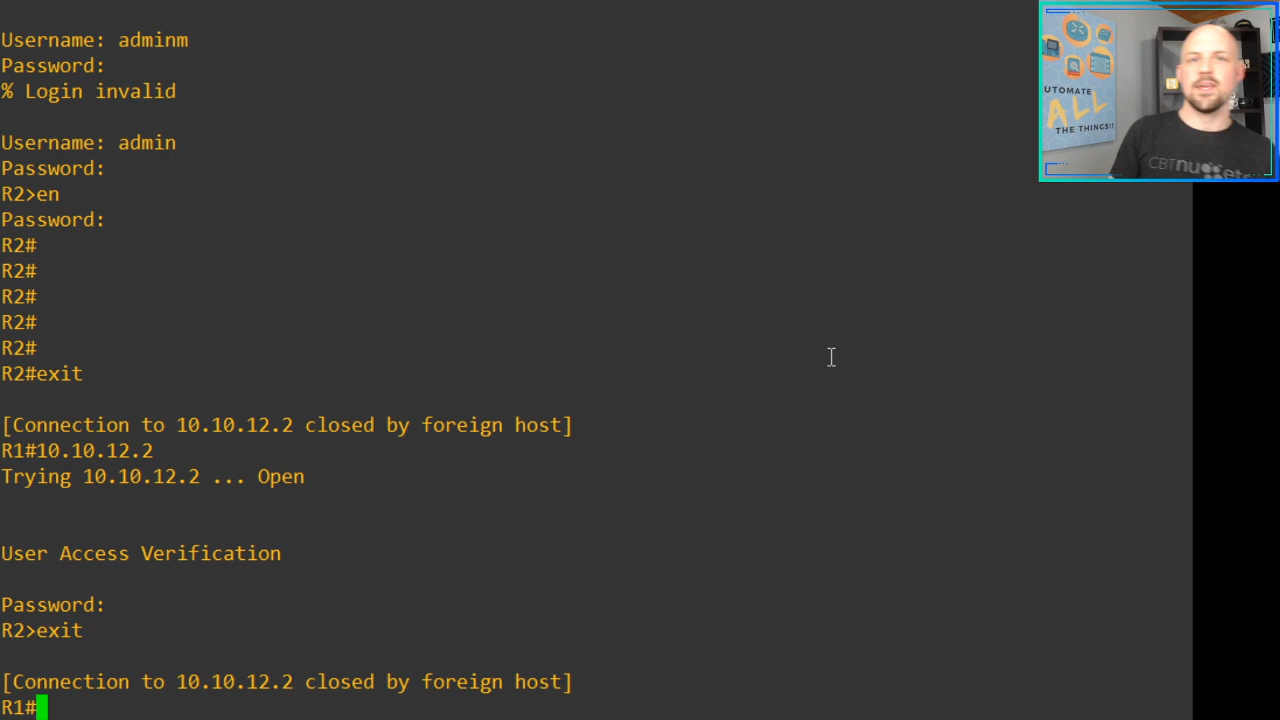 Username: adminm
Password:
% Login invalid
Username: admin
Password:
R2>en
Password:
R2#
R2#
R2#
R2#
R2#
R2#exit
[Connection to 10.10.12.2 closed by foreign host]
R1#10.10.12.2
Trying 10.10.12.2 ... Open
User Access Verification
Password:
R2>exit
[Connection to 10.10.12.2 closed by foreign host]
R1#
UTOMATE
ALL
THE THINGS!!
CBTnuggets